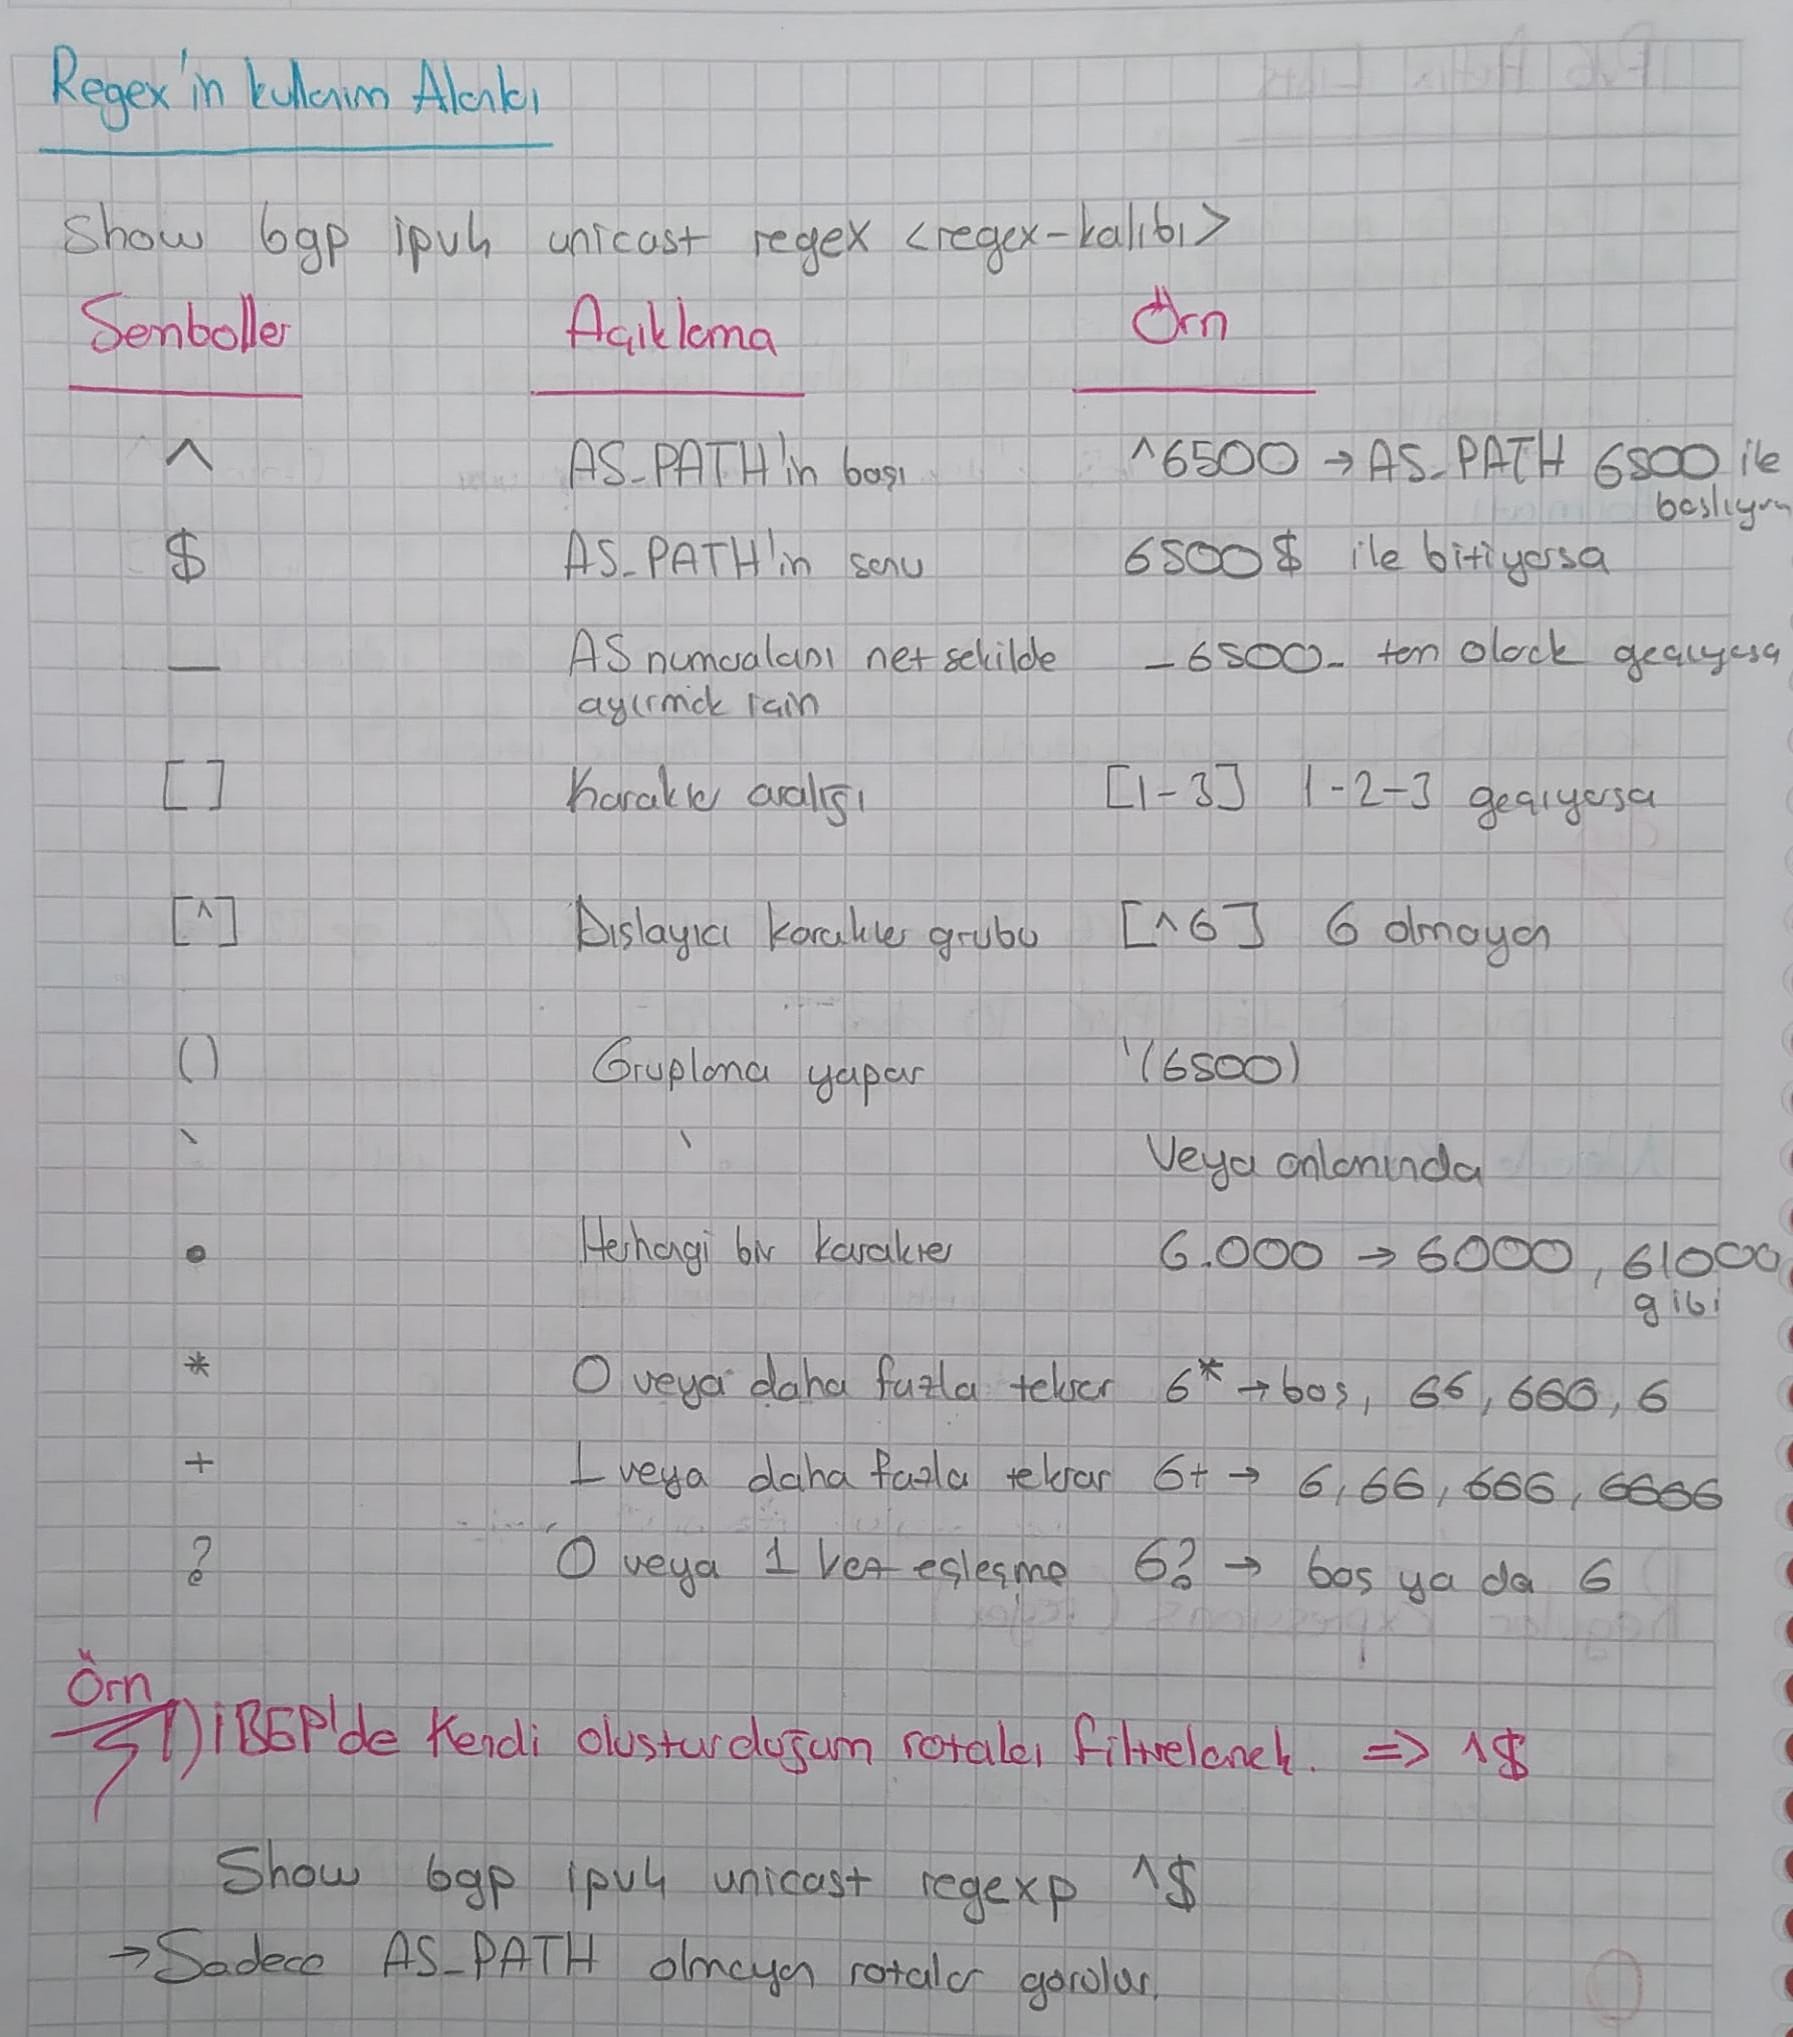 Regex'in kullanım Alanları
Show bgp ipv4 unicast regex <regex-kalıbı>
Semboller Açıklama Örn
^ AS_PATH'in başı ^6500 → AS_PATH 6500 ile
başlıyor
$ AS_PATH'in sonu 6500$ ile bitiyorsa
_ AS numaralarını net şekilde _6500_ tam olarak geçiyorsa
ayırmak için
[ ] Karakter aralığı [1-3] 1-2-3 geçiyorsa
[^] Dışlayıcı karakter grubu [^6] 6 olmayan
() Gruplama yapar (6500)
Veya anlamında
. Herhangi bir karakter 6.000 → 6000, 61000
gibi
* 0 veya daha fazla tekrar 6* → boş, 66, 660, 6
+ 1 veya daha fazla tekrar 6+ → 6, 66, 666, 6666
? 0 veya 1 kez eşleşme 6? → boş ya da 6
Örn
1) iBGP'de Kendi oluşturduğum rotaları filtrelemek. => ^$
Show bgp ipv4 unicast regexp ^$
→ Sadece AS_PATH olmayan rotalar görülür.